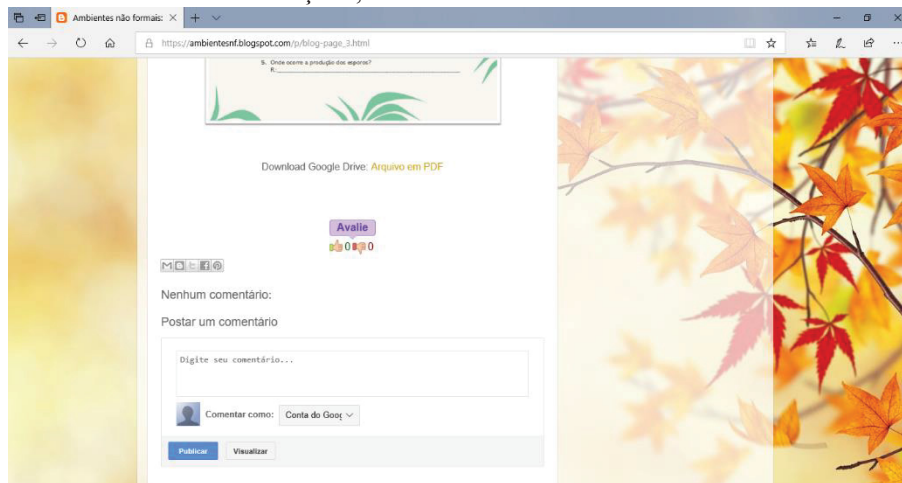 Ambientes não formais:
https://ambientesnf.blogspot.com/p/blog-page_3.html
5. Onde ocorre a produção dos esporos?
R.:
Download Google Drive: Arquivo em PDF
Avalie
0 0
Nenhum comentário:
Postar um comentário
Digite seu comentário...
Comentar como: Conta do Goog
Publicar Visualizar